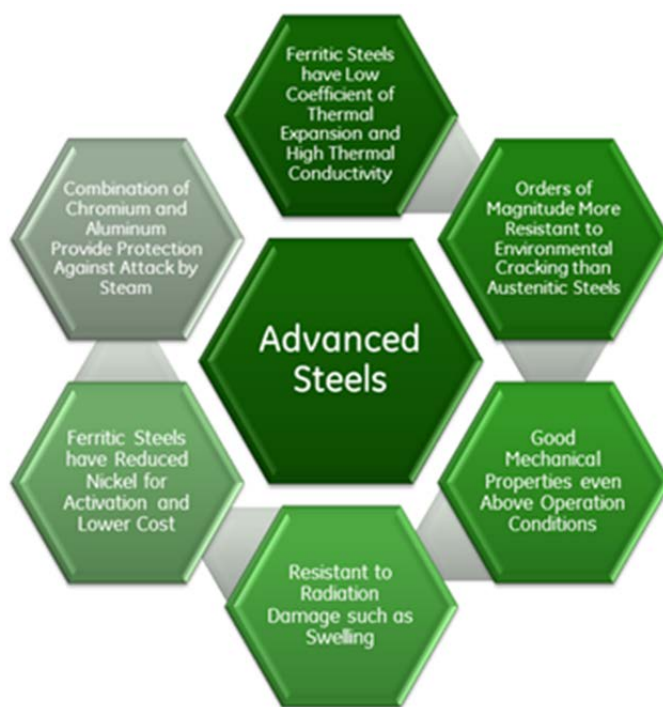 Ferritic Steels
have Low
Coefficient of
Thermal
Expansion and
High Thermal
Conductivity
Orders of
Magnitude More
Resistant to
Environmental
Cracking than
Austenitic Steels
Good
Mechanical
Properties even
Above Operation
Conditions
Resistant to
Radiation
Damage such as
Swelling
Ferritic Steels
have Reduced
Nickel for
Activation and
Lower Cost
Combination of
Chromium and
Aluminum
Provide Protection
Against Attack by
Steam
Advanced
Steels